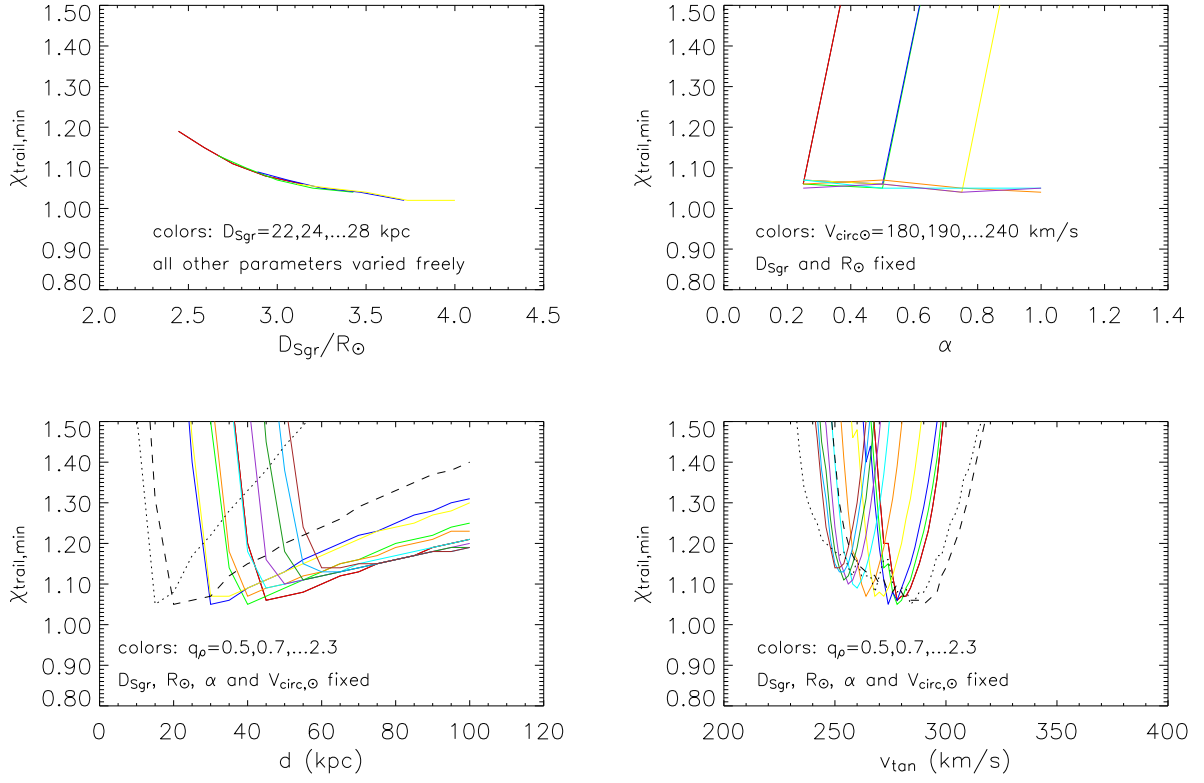 1.50
1.40
1.30
1.20
1.10
1.00
0.90
0.80
χtrail,min
colors: DSgr=22,24,...28 kpc
all other parameters varied freely
2.0 2.5 3.0 3.5 4.0 4.5
DSgr/R⊙
1.50
1.40
1.30
1.20
1.10
1.00
0.90
0.80
χtrail,min
colors: Vcirc⊙=180,190,...240 km/s
DSgr and R⊙ fixed
0.0 0.2 0.4 0.6 0.8 1.0 1.2 1.4
α
1.50
1.40
1.30
1.20
1.10
1.00
0.90
0.80
χtrail,min
colors: qρ=0.5,0.7,...2.3
DSgr, R⊙, α and Vcirc,⊙ fixed
0 20 40 60 80 100 120
d (kpc)
1.50
1.40
1.30
1.20
1.10
1.00
0.90
0.80
χtrail,min
colors: qρ=0.5,0.7,...2.3
DSgr, R⊙, α and Vcirc,⊙ fixed
200 250 300 350 400
vtan (km/s)